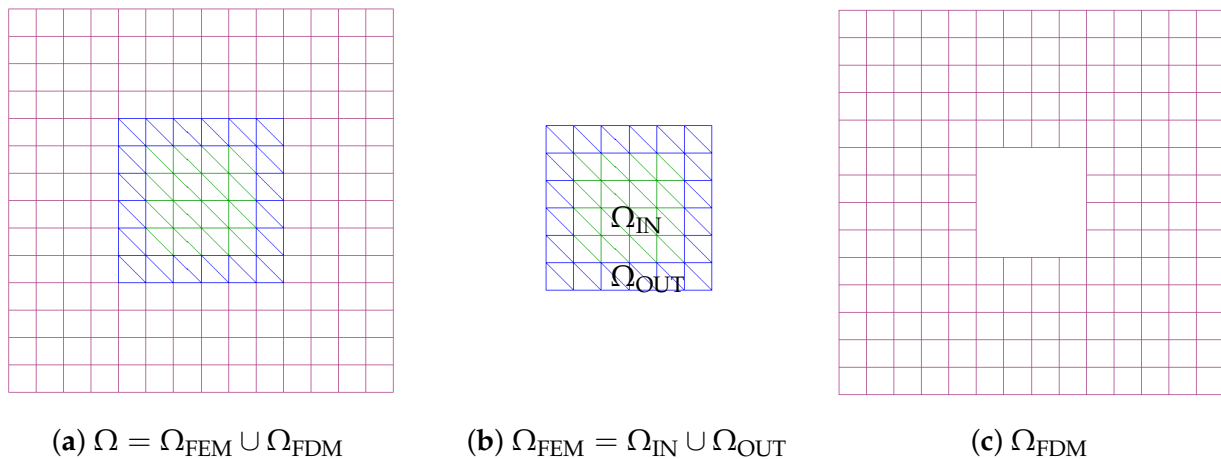 Ω_IN
Ω_OUT
(a) Ω = Ω_FEM ∪ Ω_FDM
(b) Ω_FEM = Ω_IN ∪ Ω_OUT
(c) Ω_FDM